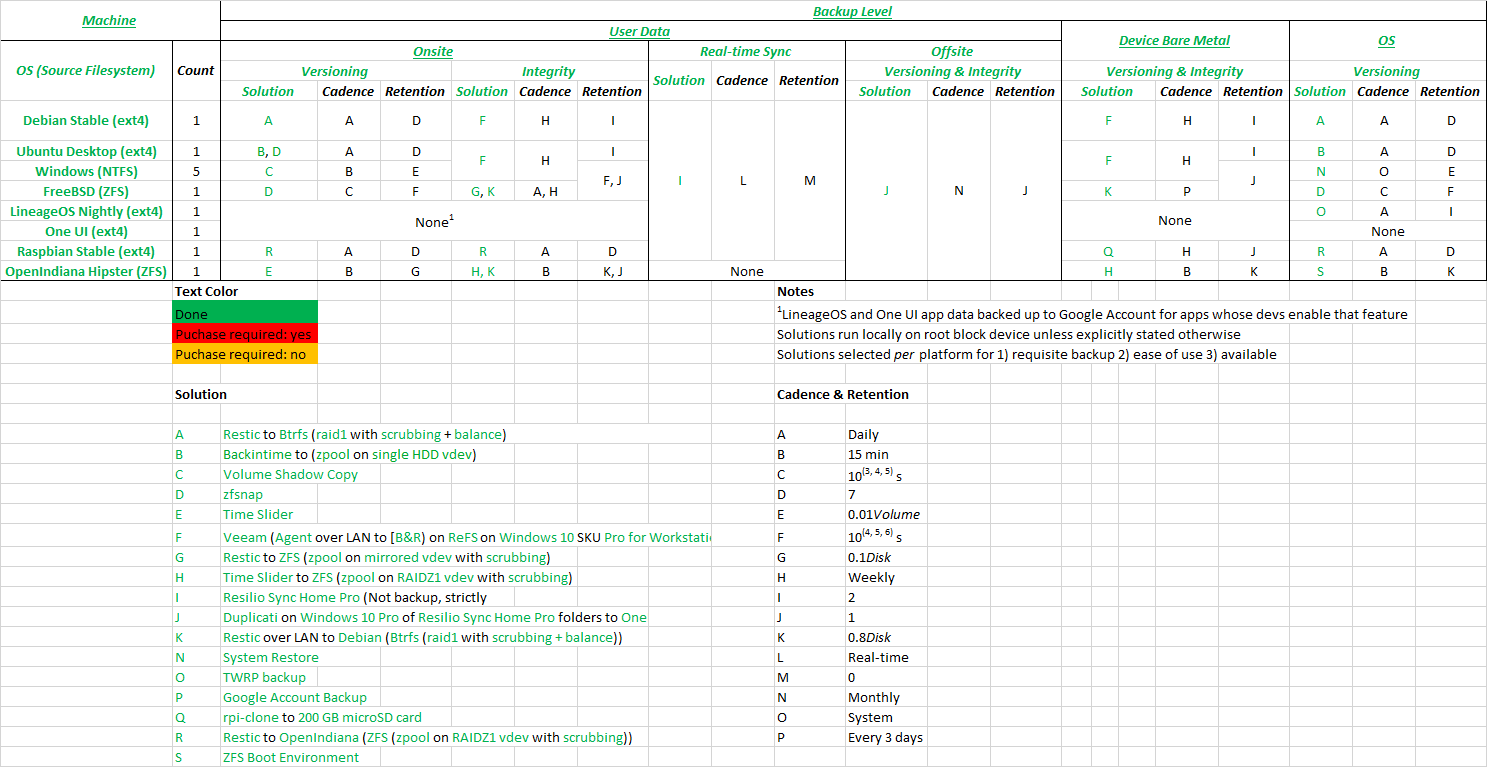 Machine Backup Level
User Data Device Bare Metal OS
OS (Source Filesystem) Count Onsite Real-time Sync Offsite
Versioning Integrity Solution Cadence Retention Versioning & Integrity Versioning & Integrity Versioning
Solution Cadence Retention Solution Cadence Retention Solution Cadence Retention Solution Cadence Retention Solution Cadence Retention
Debian Stable (ext4) 1 A A D F H I F H I A A D
Ubuntu Desktop (ext4) 1 B, D A D F H I F H I B A D
Windows (NTFS) 5 C B E F, J I L M J N J J N O E
FreeBSD (ZFS) 1 D C F G, K A, H K P D C F
LineageOS Nightly (ext4) 1 None1 None O A I
One UI (ext4) 1 None
Raspbian Stable (ext4) 1 R A D R A D Q H J R A D
OpenIndiana Hipster (ZFS) 1 E B G H, K B K, J None H B K S B K
Text Color Notes
Done 1LineageOS and One UI app data backed up to Google Account for apps whose devs enable that feature
Puchase required: yes Solutions run locally on root block device unless explicitly stated otherwise
Puchase required: no Solutions selected per platform for 1) requisite backup 2) ease of use 3) available
Solution Cadence & Retention
A Restic to Btrfs (raid1 with scrubbing + balance) A Daily
B Backintime to (zpool on single HDD vdev) B 15 min
C Volume Shadow Copy C 10(3, 4, 5) s
D zfsnap D 7
E Time Slider E 0.01Volume
F Veeam (Agent over LAN to [B&R) on ReFS on Windows 10 SKU Pro for Workstati F 10(4, 5, 6) s
G Restic to ZFS (zpool on mirrored vdev with scrubbing) G 0.1Disk
H Time Slider to ZFS (zpool on RAIDZ1 vdev with scrubbing) H Weekly
I Resilio Sync Home Pro (Not backup, strictly I 2
J Duplicati on Windows 10 Pro of Resilio Sync Home Pro folders to One J 1
K Restic over LAN to Debian (Btrfs (raid1 with scrubbing + balance)) K 0.8Disk
N System Restore L Real-time
O TWRP backup M 0
P Google Account Backup N Monthly
Q rpi-clone to 200 GB microSD card O System
R Restic to OpenIndiana (ZFS (zpool on RAIDZ1 vdev with scrubbing)) P Every 3 days
S ZFS Boot Environment